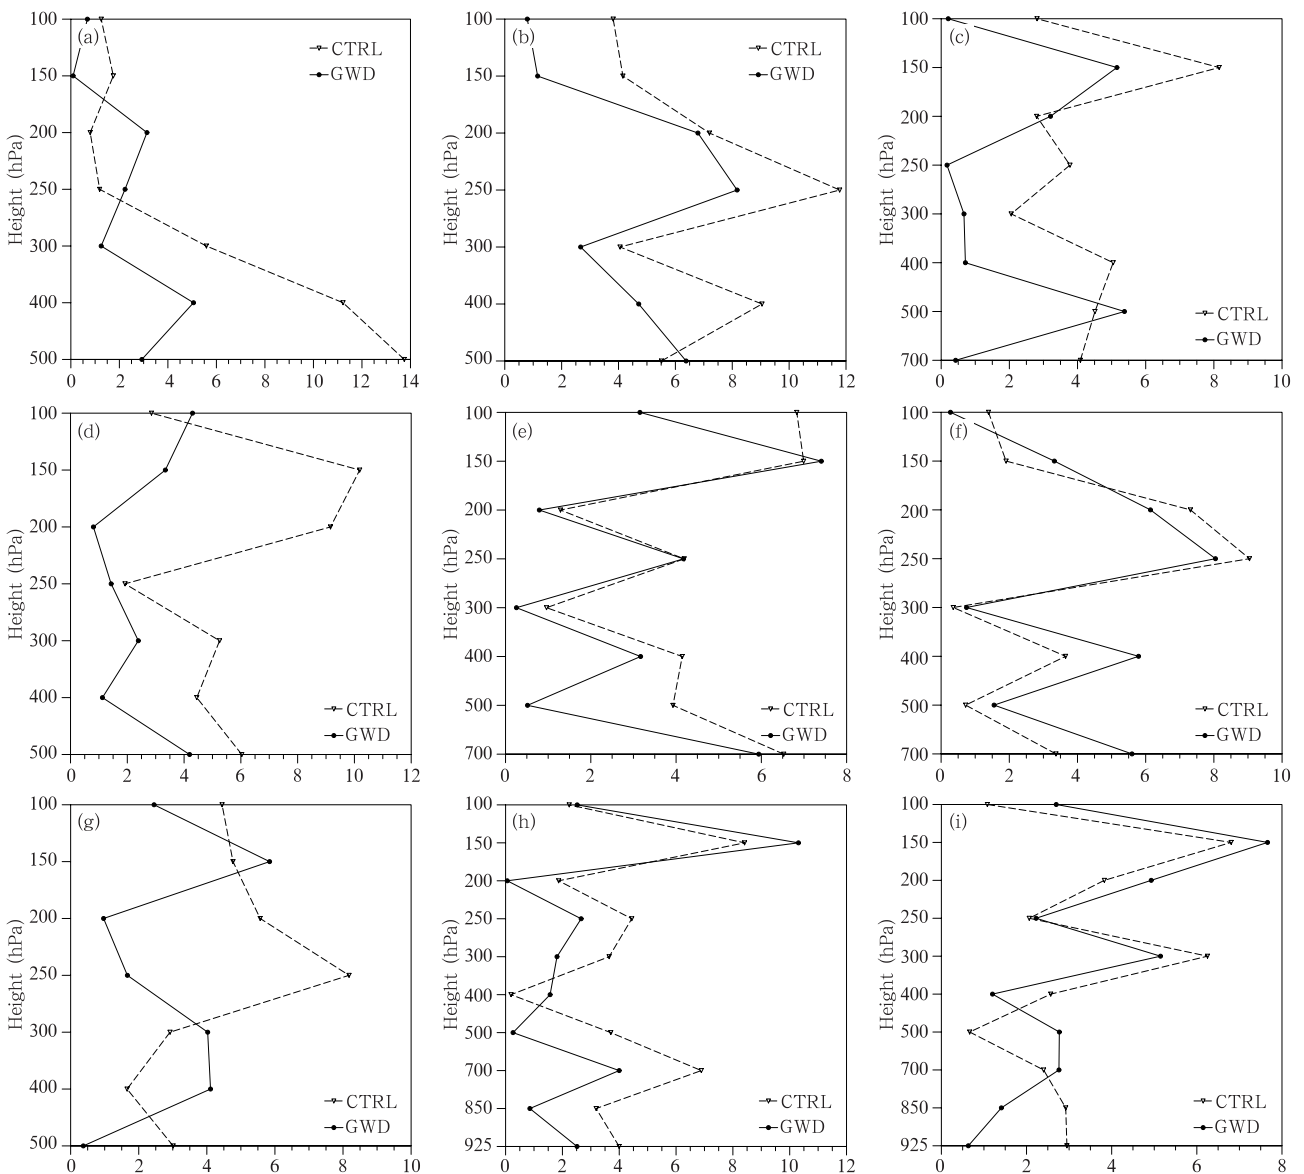 100
150
200
250
300
400
500
Height (hPa)
(a)
CTRL
GWD
0 2 4 6 8 10 12 14
100
150
200
250
300
400
500
Height (hPa)
(b)
CTRL
GWD
0 2 4 6 8 10 12
100
150
200
250
300
400
500
700
Height (hPa)
(c)
CTRL
GWD
0 2 4 6 8 10
100
150
200
250
300
400
500
Height (hPa)
(d)
CTRL
GWD
0 2 4 6 8 10 12
100
150
200
250
300
400
500
700
Height (hPa)
(e)
CTRL
GWD
0 2 4 6 8
100
150
200
250
300
400
500
700
Height (hPa)
(f)
CTRL
GWD
0 2 4 6 8 10
100
150
200
250
300
400
500
Height (hPa)
(g)
CTRL
GWD
0 2 4 6 8 10
100
150
200
250
300
400
500
700
850
925
Height (hPa)
(h)
CTRL
GWD
0 2 4 6 8 10 12
100
150
200
250
300
400
500
700
850
925
Height (hPa)
(i)
CTRL
GWD
0 2 4 6 8